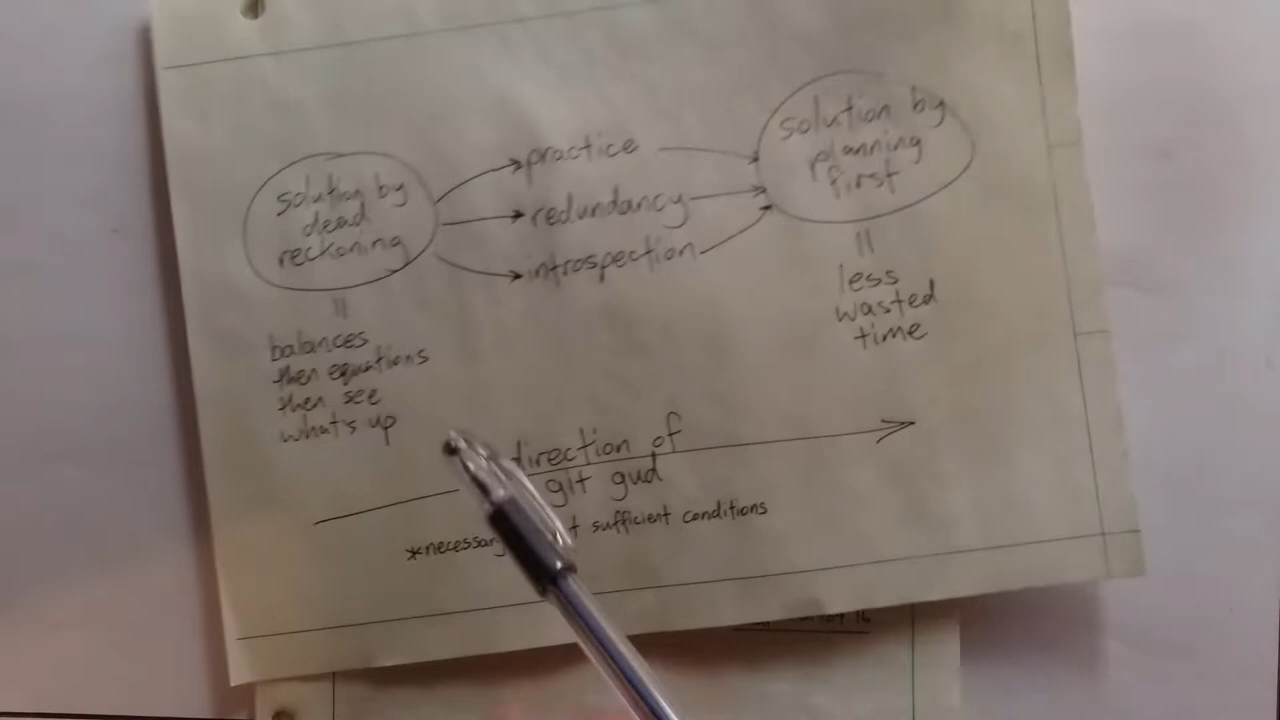 solution by
dead
reckoning
practice
redundancy
introspection
solution by
planning
first
||
balances
then equations
then see
what's up
||
less
wasted
time
direction of
git gud
*necessary sufficient conditions